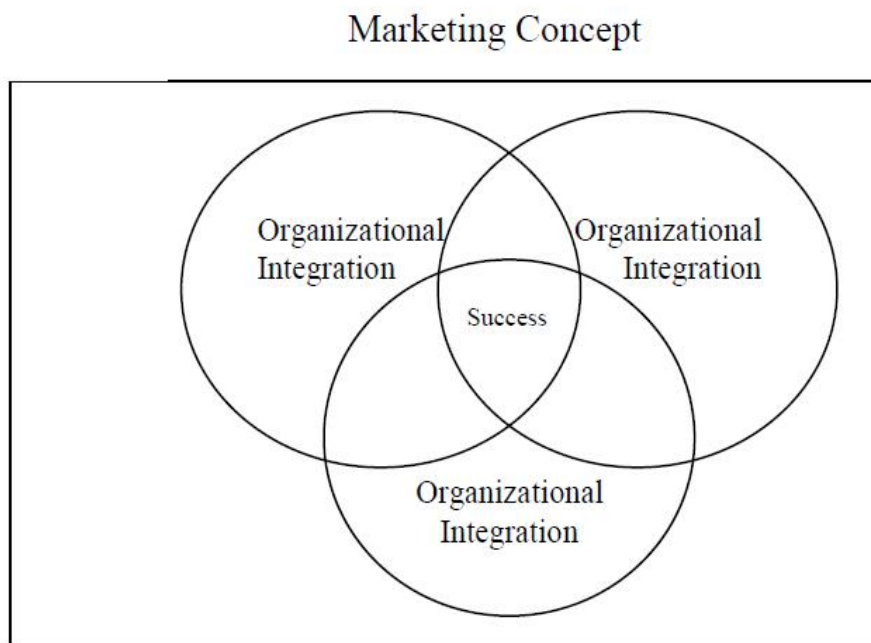 Marketing Concept
Organizational
Integration
Organizational
Integration
Success
Organizational
Integration